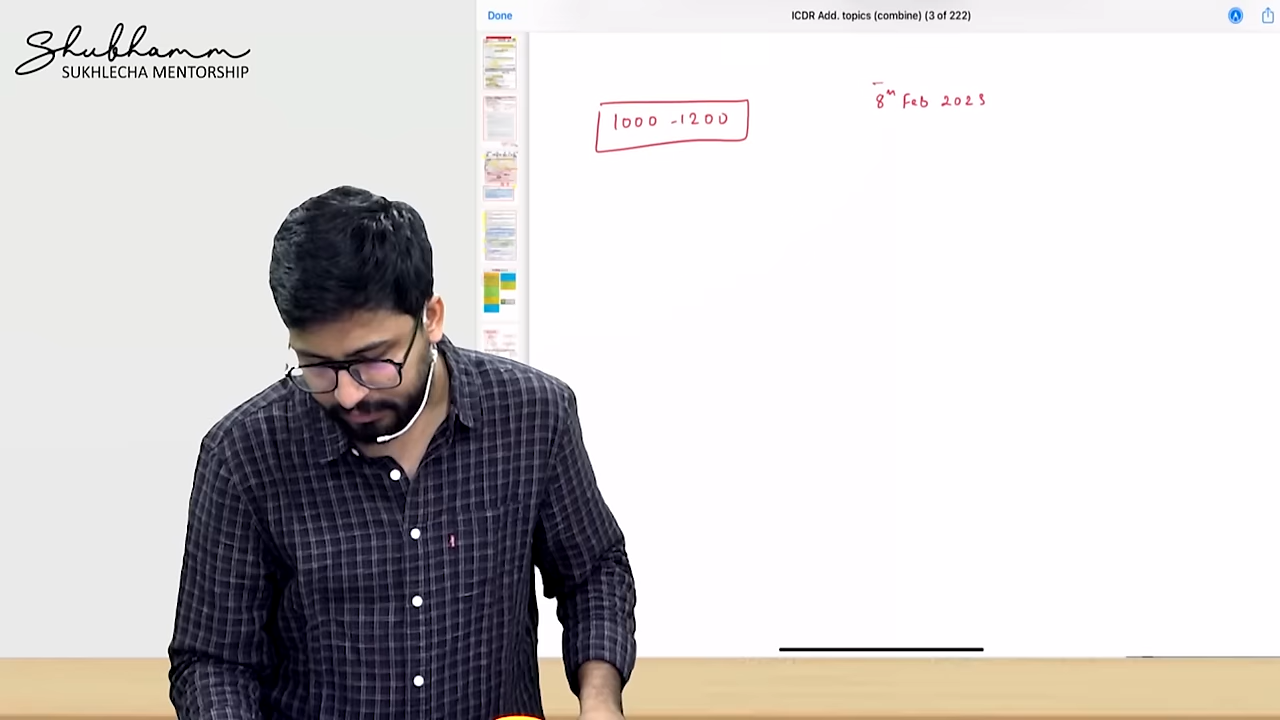 Shubhamm
SUKHLECHA MENTORSHIP
Done
ICDR Add. topics (combine) (3 of 222)
1000 -1200
8th Feb 2023